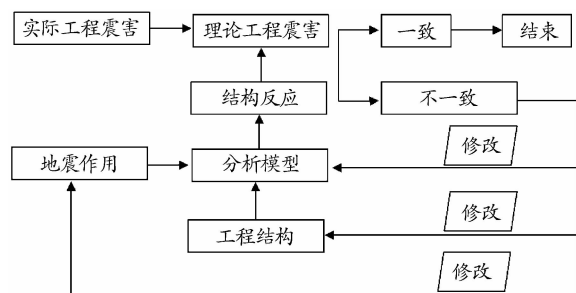 实际工程震害
理论工程震害
一致
结束
结构反应
不一致
修改
地震作用
分析模型
修改
工程结构
修改